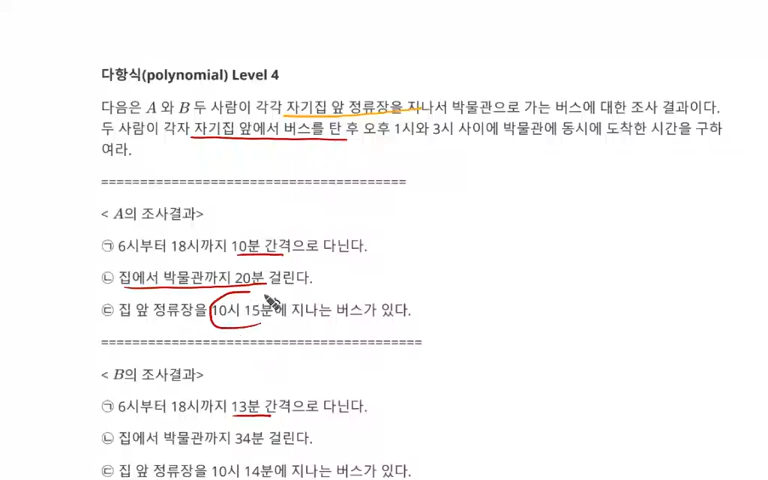 다항식(polynomial) Level 4
다음은 A 와 B 두 사람이 각각 자기집 앞 정류장을 지나서 박물관으로 가는 버스에 대한 조사 결과이다.
두 사람이 각자 자기집 앞에서 버스를 탄 후 오후 1시와 3시 사이에 박물관에 동시에 도착한 시간을 구하
여라.
========================================
< A의 조사결과>
㉠ 6시부터 18시까지 10분 간격으로 다닌다.
㉡ 집에서 박물관까지 20분 걸린다.
㉢ 집 앞 정류장을 10시 15분에 지나는 버스가 있다.
==========================================
< B의 조사결과>
㉠ 6시부터 18시까지 13분 간격으로 다닌다.
㉡ 집에서 박물관까지 34분 걸린다.
㉢ 집 앞 정류장을 10시 14분에 지나는 버스가 있다.